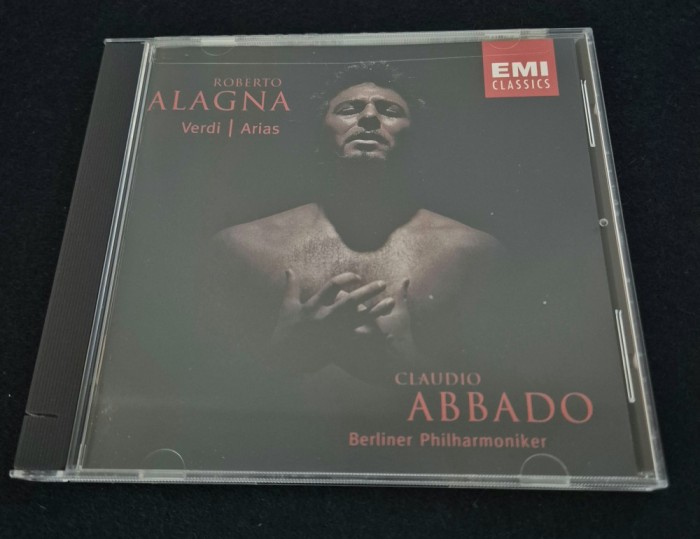 ROBERTO
ALAGNA
Verdi | Arias
EMI
CLASSICS
CLAUDIO
ABBADO
Berliner Philharmoniker